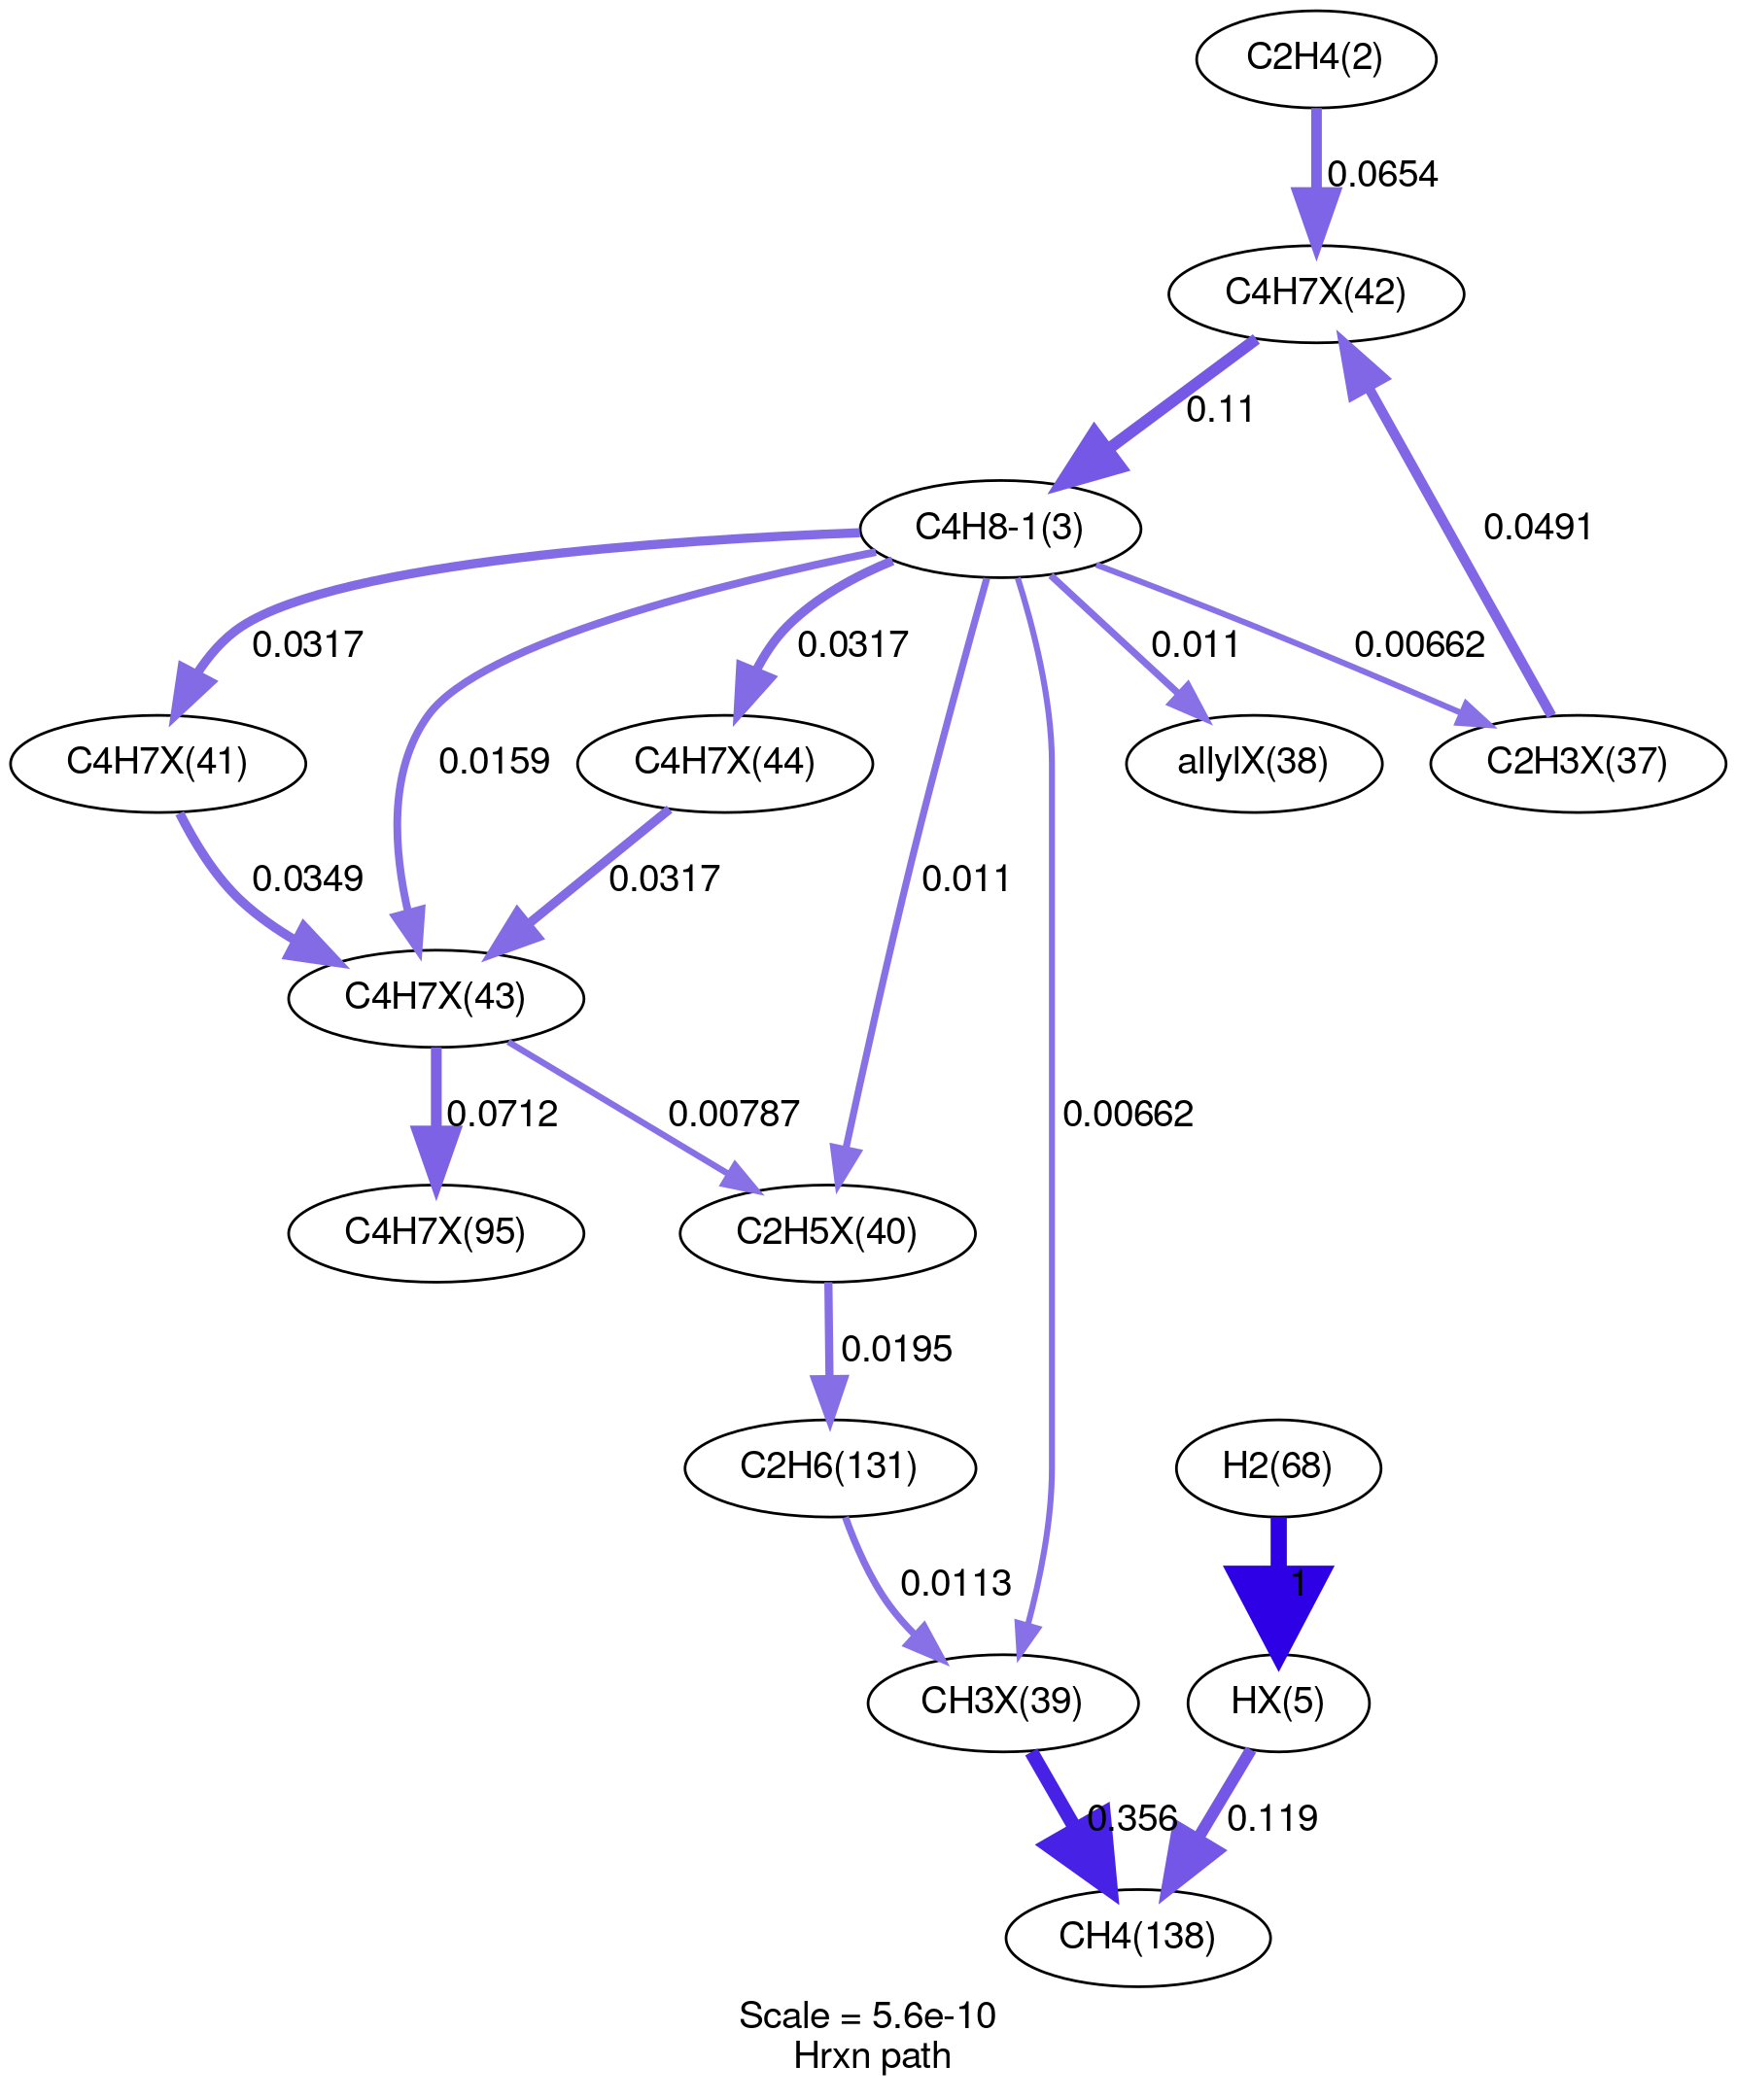 C2H4(2)
0.0654
C4H7X(42)
0.11
C4H8-1(3)
0.0491
0.0317
0.0317
0.011
0.00662
C4H7X(41)
0.0159
C4H7X(44)
allylX(38)
C2H3X(37)
0.0349
0.0317
0.011
C4H7X(43)
0.0712
0.00787
0.00662
C4H7X(95)
C2H5X(40)
0.0195
C2H6(131)
H2(68)
0.0113
1
CH3X(39)
HX(5)
0.356
0.119
CH4(138)
Scale = 5.6e-10
Hrxn path